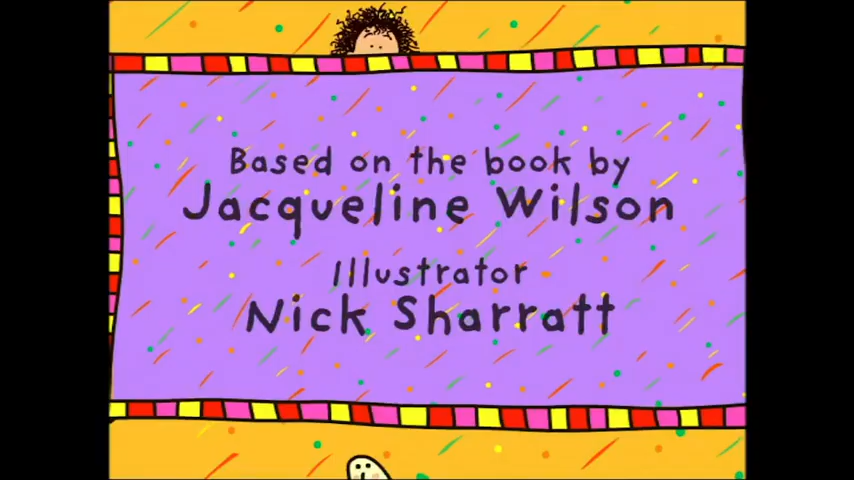 Based on the book by
Jacqueline Wilson
Illustrator
Nick Sharratt